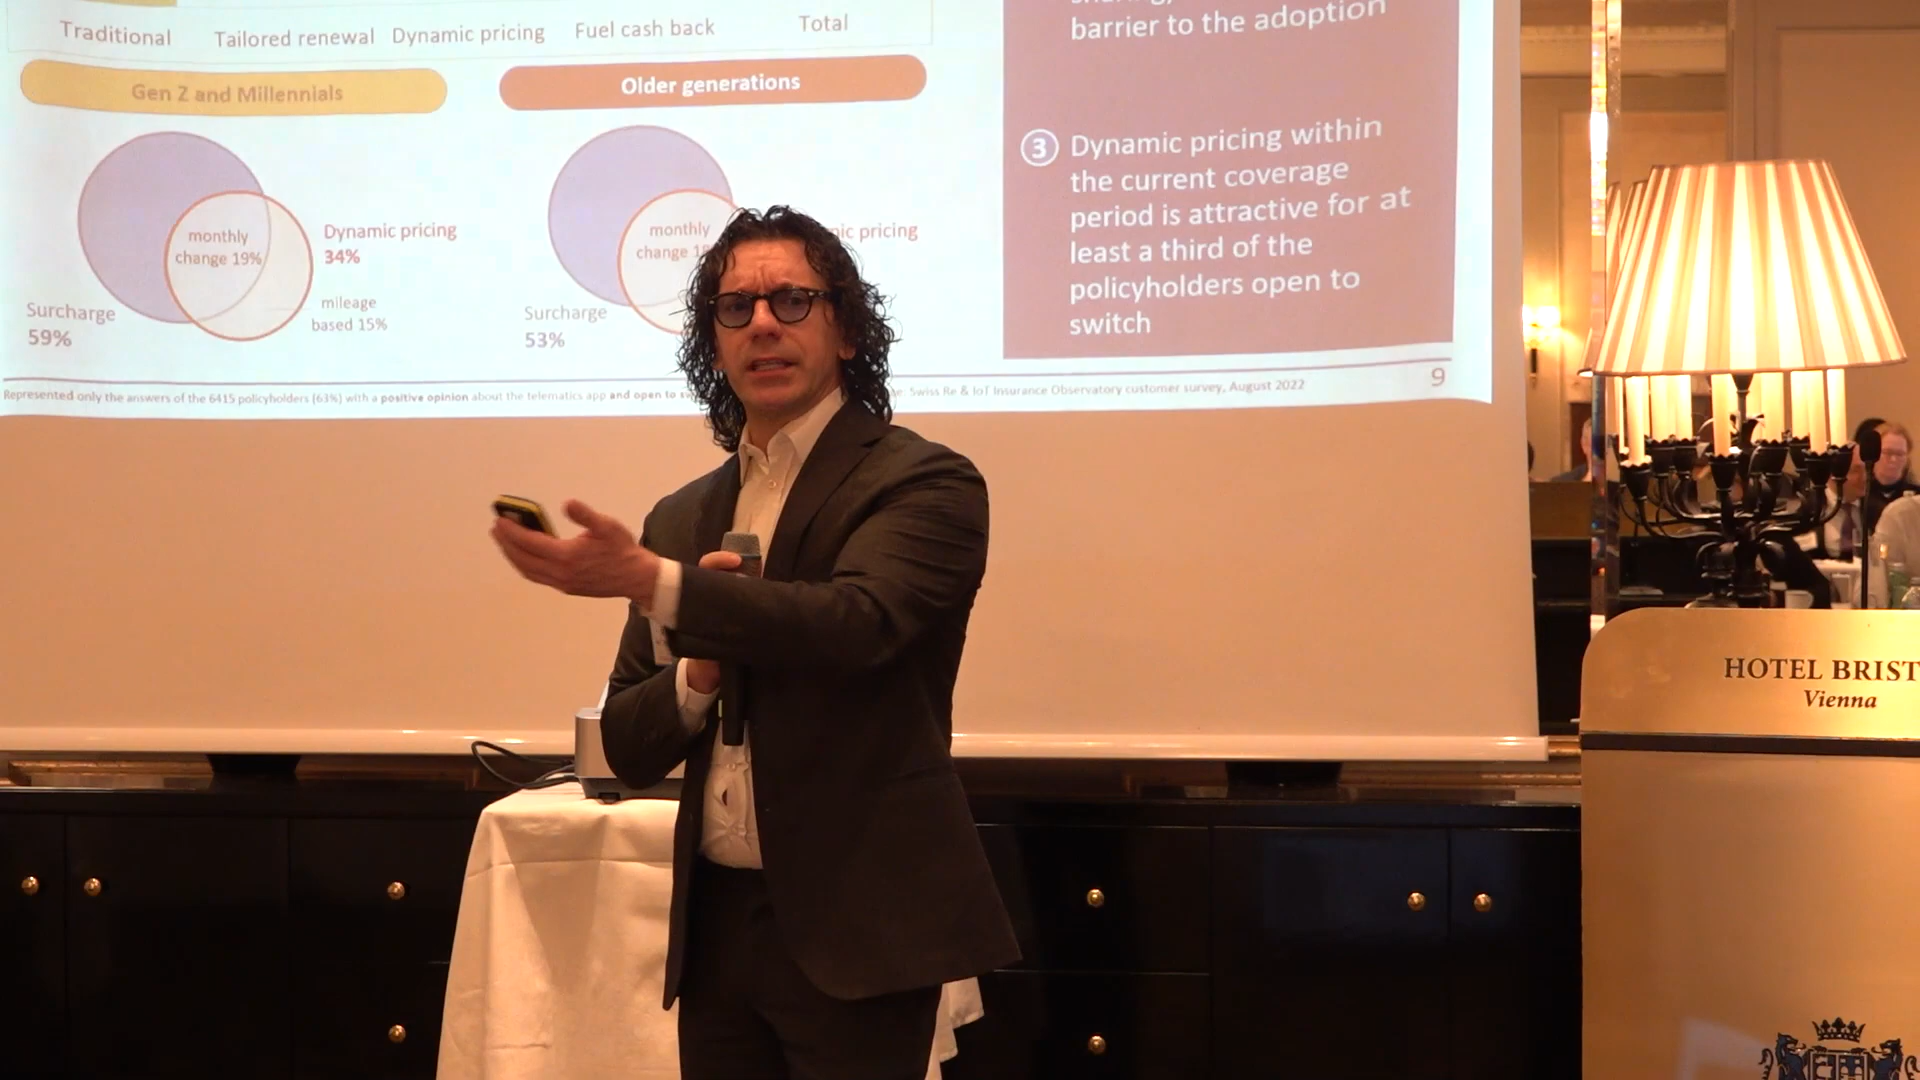 Traditional
Tailored renewal
Dynamic pricing
Fuel cash back
Total
barrier to the adoption
Gen Z and Millennials
Older generations
3
Dynamic pricing within
the current coverage
period is attractive for at
least a third of the
policyholders open to
switch
monthly
change 19%
Dynamic pricing
34%
mileage
based 15%
Surcharge
59%
monthly
change
pricing
Surcharge
53%
Represented only the answers of the 6415 policyholders (63%) with a positive opinion about the telematics app and open to
Swiss Re & IoT Insurance Observatory customer survey, August 2022
9
HOTEL BRIST
Vienna